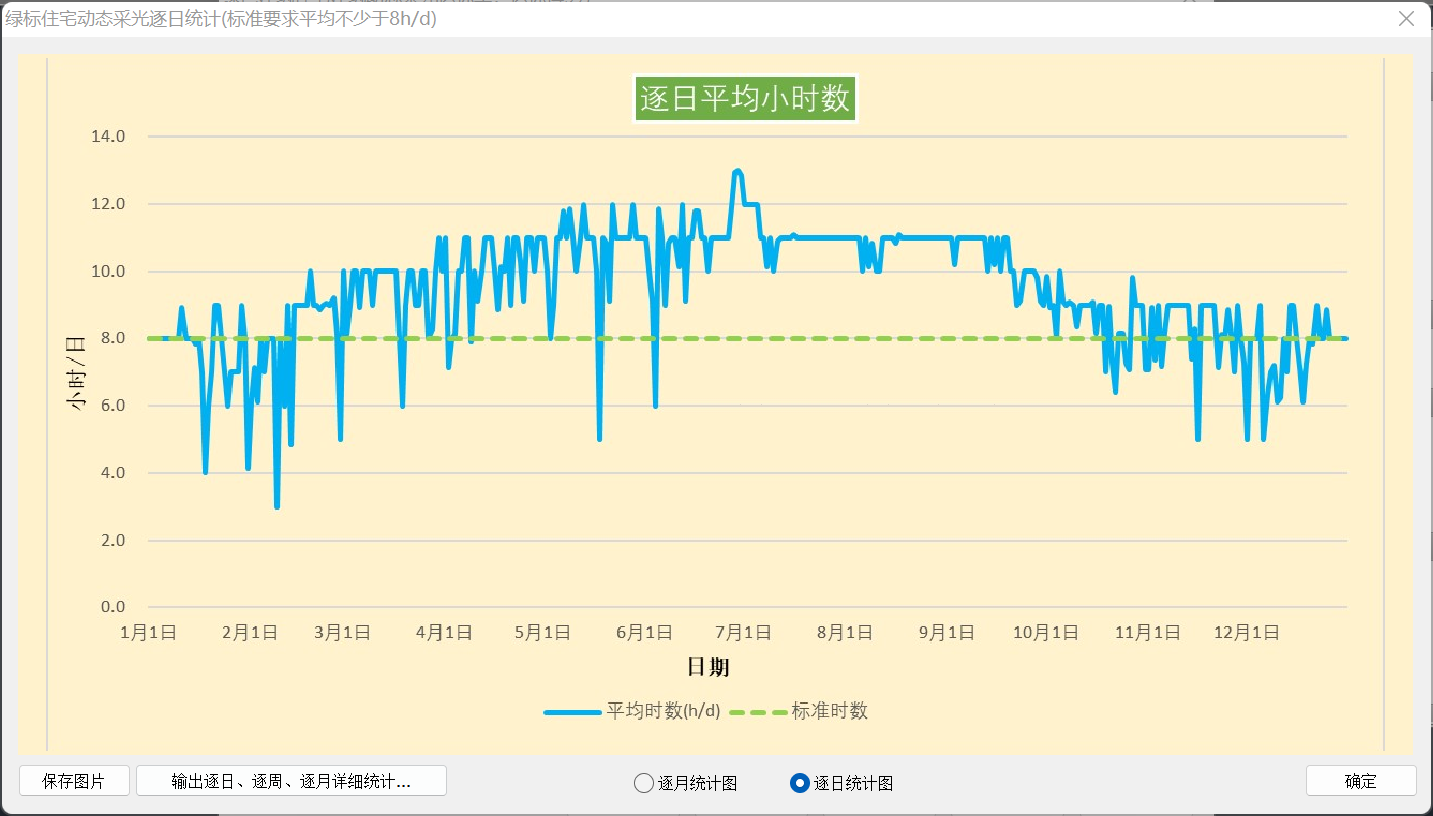 绿标住宅动态采光逐日统计(标准要求平均不少于8h/d)
逐日平均小时数
14.0
12.0
10.0
8.0
6.0
4.0
2.0
0.0
小时/日
1月1日 2月1日 3月1日 4月1日 5月1日 6月1日 7月1日 8月1日 9月1日 10月1日 11月1日 12月1日
日期
平均时数(h/d) 标准时数
保存图片 输出逐日、逐周、逐月详细统计... 逐月统计图 逐日统计图 确定